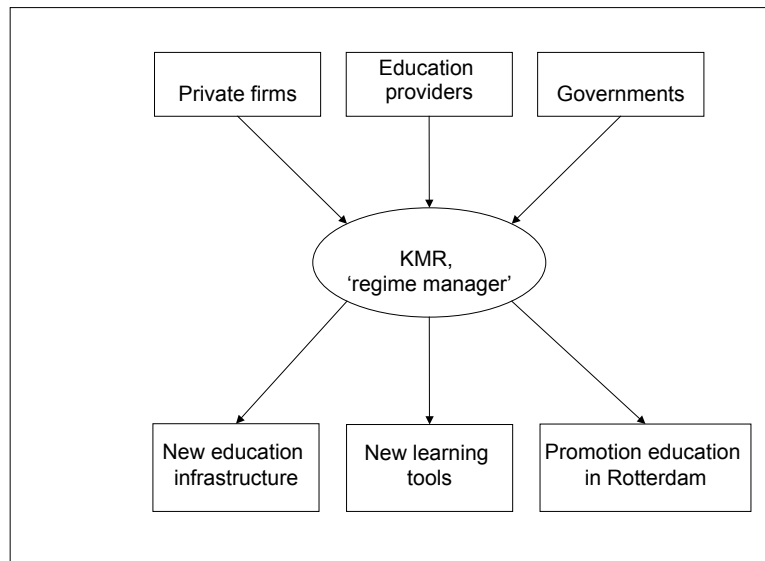 Private firms
Education
providers
Governments
KMR,
‘regime manager’
New education
infrastructure
New learning
tools
Promotion education
in Rotterdam